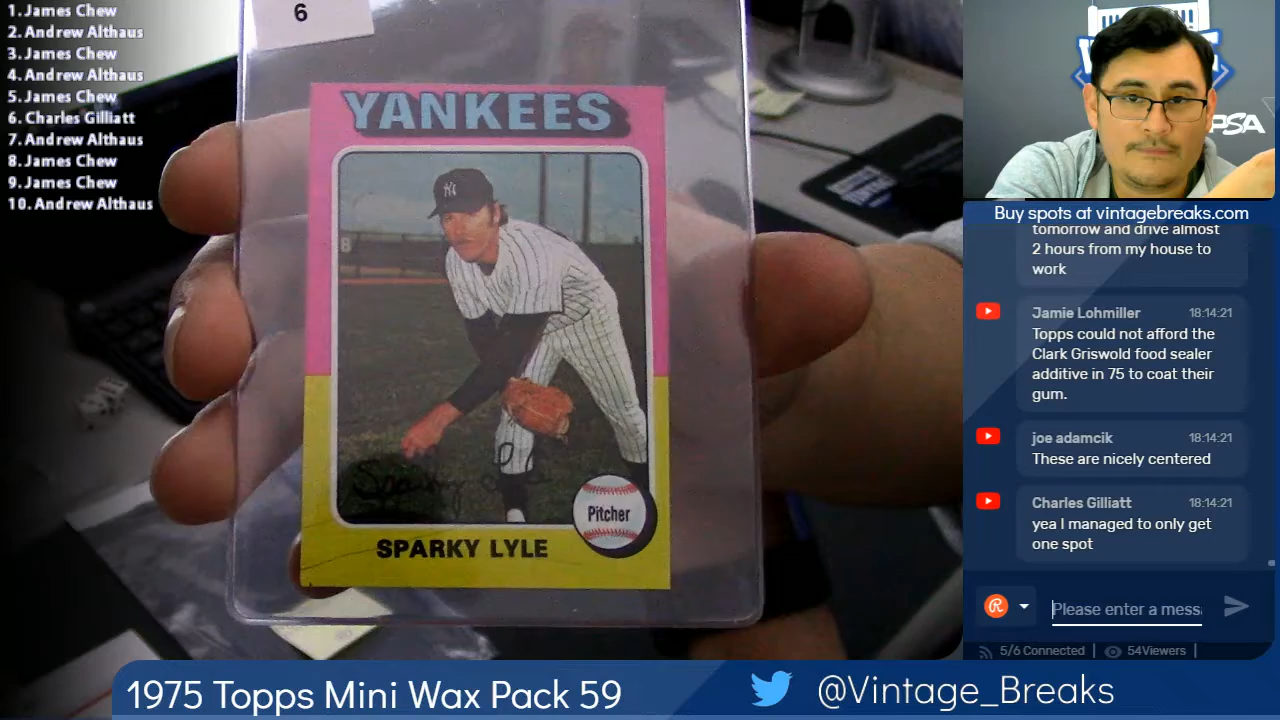 1. James Chew
2. Andrew Althaus
3. James Chew
4. Andrew Althaus
5. James Chew
6. Charles Gilliatt
7. Andrew Althaus
8. James Chew
9. James Chew
10. Andrew Althaus
6
YANKEES
NY
8
Sparky
Pitcher
SPARKY LYLE
PSA
Buy spots at vintagebreaks.com
tomorrow and drive almost
2 hours from my house to
work
Jamie Lohmiller 18:14:21
Topps could not afford the
Clark Griswold food sealer
additive in 75 to coat their
gum.
joe adamcik 18:14:21
These are nicely centered
Charles Gilliatt 18:14:21
yea I managed to only get
one spot
Please enter a messa
5/6 Connected | 54Viewers |
1975 Topps Mini Wax Pack 59
@Vintage_Breaks